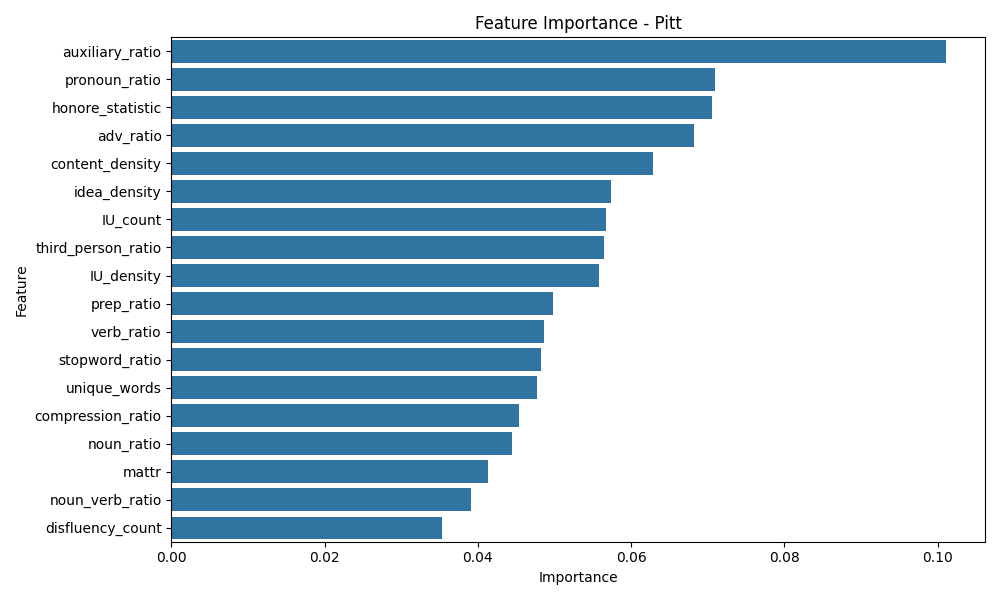 Feature Importance - Pitt
Feature
auxiliary_ratio
pronoun_ratio
honore_statistic
adv_ratio
content_density
idea_density
IU_count
third_person_ratio
IU_density
prep_ratio
verb_ratio
stopword_ratio
unique_words
compression_ratio
noun_ratio
mattr
noun_verb_ratio
disfluency_count
0.00 0.02 0.04 0.06 0.08 0.10
Importance